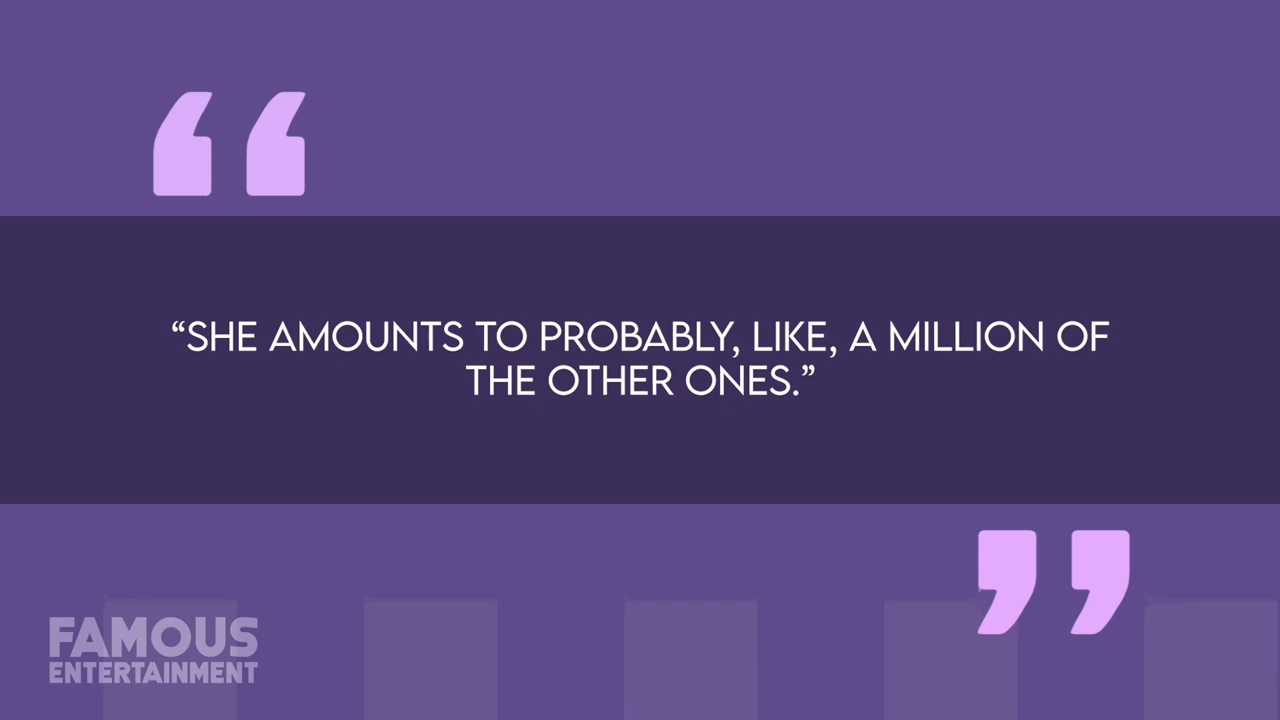 “SHE AMOUNTS TO PROBABLY, LIKE, A MILLION OF
THE OTHER ONES.”
FAMOUS
ENTERTAINMENT